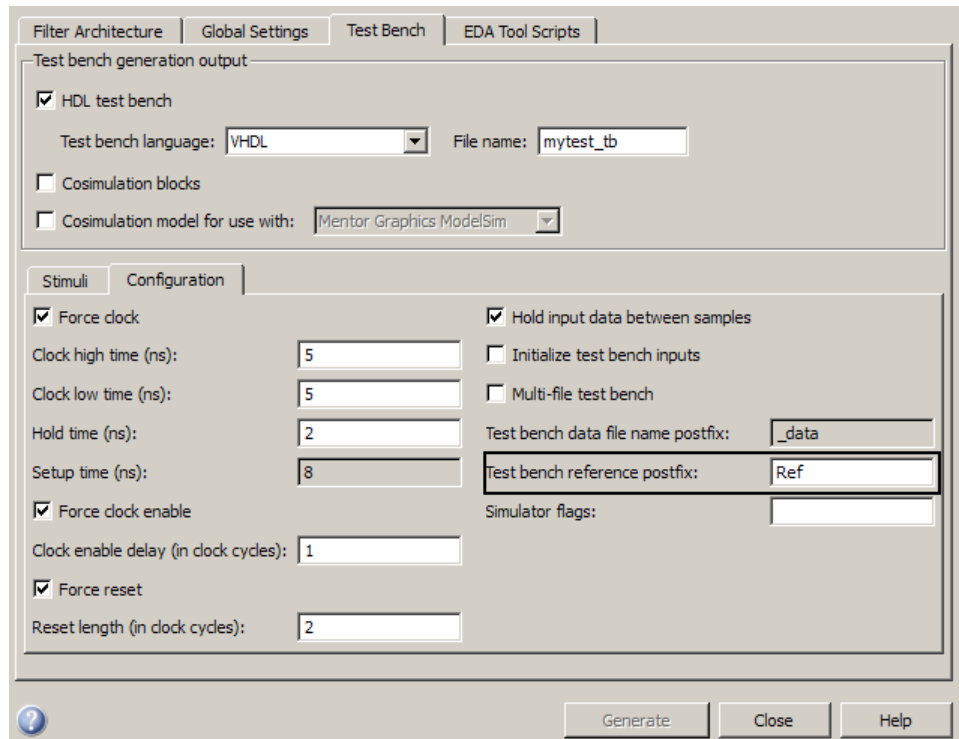 Filter Architecture Global Settings Test Bench EDA Tool Scripts
Test bench generation output
HDL test bench
Test bench language: VHDL File name: mytest_tb
Cosimulation blocks
Cosimulation model for use with: Mentor Graphics ModelSim
Stimuli Configuration
Force clock Hold input data between samples
Clock high time (ns): 5 Initialize test bench inputs
Clock low time (ns): 5 Multi-file test bench
Hold time (ns): 2 Test bench data file name postfix: _data
Setup time (ns): 8 Test bench reference postfix: Ref
Force clock enable Simulator flags:
Clock enable delay (in clock cycles): 1
Force reset
Reset length (in clock cycles): 2
? Generate Close Help